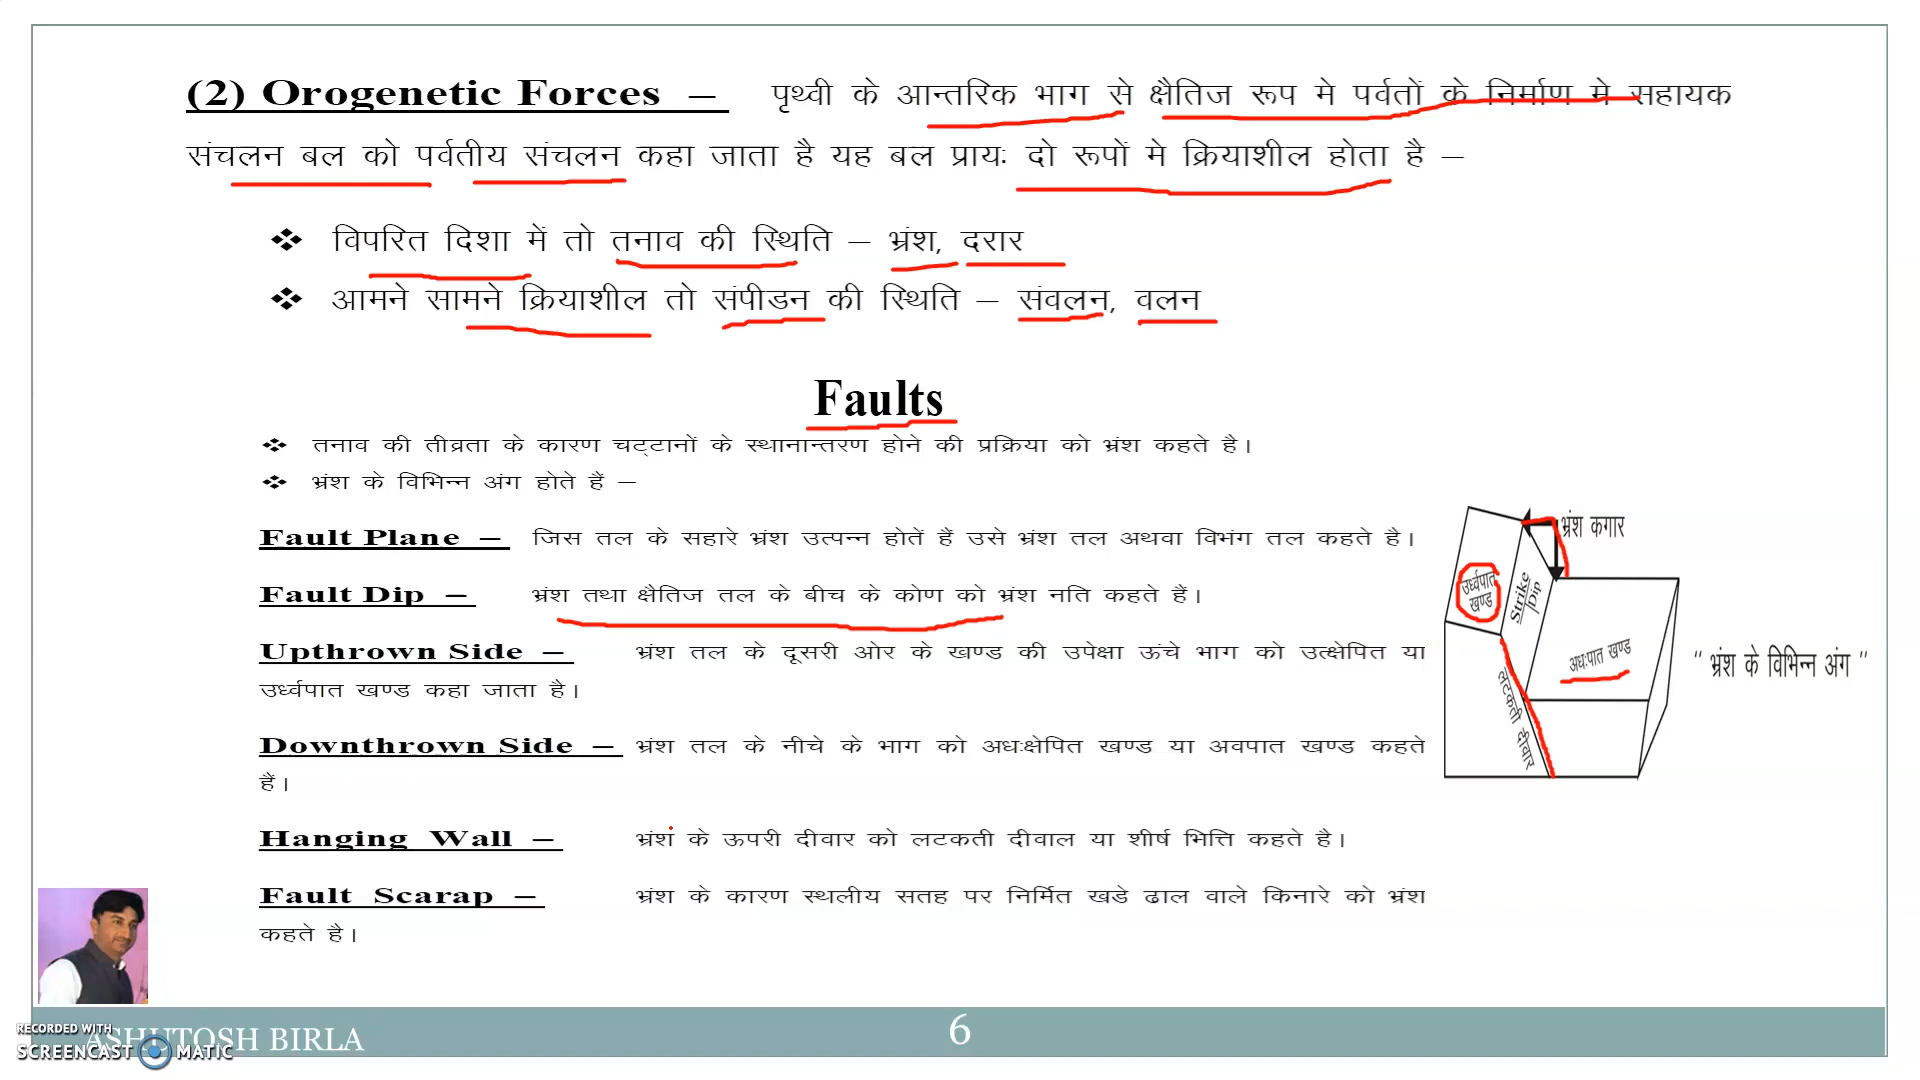 (2) Orogenetic Forces – पृथ्वी के आन्तरिक भाग से क्षैतिज रूप मे पर्वतों के निर्माण मे सहायक
संचलन बल को पर्वतीय संचलन कहा जाता है यह बल प्रायः दो रूपों मे क्रियाशील होता है –
❖ विपरित दिशा में तो तनाव की स्थिति – भ्रंश, दरार
❖ आमने सामने क्रियाशील तो संपीडन की स्थिति – संवलन, वलन
Faults
❖ तनाव की तीव्रता के कारण चट्टानों के स्थानान्तरण होने की प्रक्रिया को भ्रंश कहते है।
❖ भ्रंश के विभिन्न अंग होते हैं –
Fault Plane – जिस तल के सहारे भ्रंश उत्पन्न होतें हैं उसे भ्रंश तल अथवा विभंग तल कहते है।
Fault Dip – भ्रंश तथा क्षैतिज तल के बीच के कोण को भ्रंश नति कहते हैं।
Upthrown Side – भ्रंश तल के दूसरी ओर के खण्ड की उपेक्षा ऊंचे भाग को उत्क्षेपित या
उर्ध्वपात खण्ड कहा जाता है।
Downthrown Side – भ्रंश तल के नीचे के भाग को अधःक्षेपित खण्ड या अवपात खण्ड कहते
हैं।
Hanging Wall – भ्रंश के ऊपरी दीवार को लटकती दीवाल या शीर्ष भित्ति कहते है।
Fault Scarap – भ्रंश के कारण स्थलीय सतह पर निर्मित खडे ढाल वाले किनारे को भ्रंश
कहते है।
भ्रंश कगार
उर्ध्वपात
खण्ड
Strike
Dip
अधःपात खण्ड
लटकती दीवार
" भ्रंश के विभिन्न अंग "
ASHUTOSH BIRLA
6
RECORDED WITH
SCREENCAST MATIC